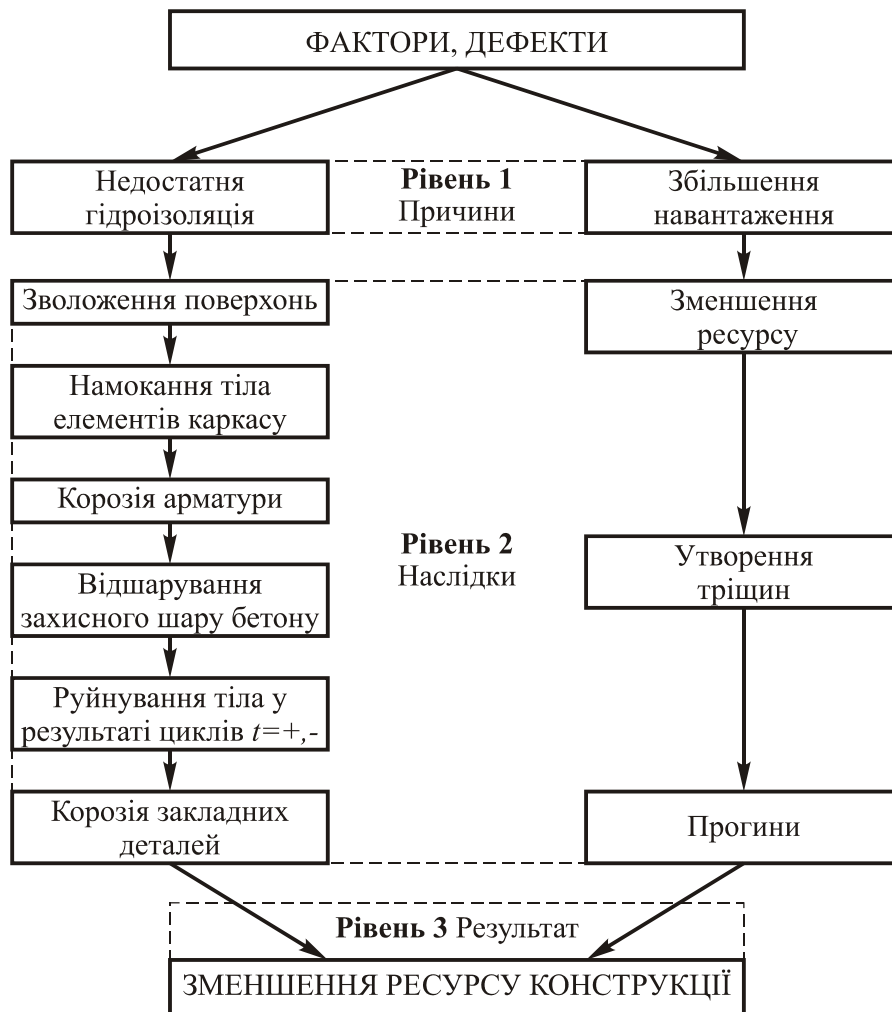 ФАКТОРИ, ДЕФЕКТИ
Недостатня
гідроізоляція
Рівень 1
Причини
Збільшення
навантаження
Зволоження поверхонь
Намокання тіла
елементів каркасу
Корозія арматури
Відшарування
захисного шару бетону
Руйнування тіла у
результаті циклів t=+,-
Корозія закладних
деталей
Рівень 2
Наслідки
Зменшення
ресурсу
Утворення
тріщин
Прогини
Рівень 3 Результат
ЗМЕНШЕННЯ РЕСУРСУ КОНСТРУКЦІЇ